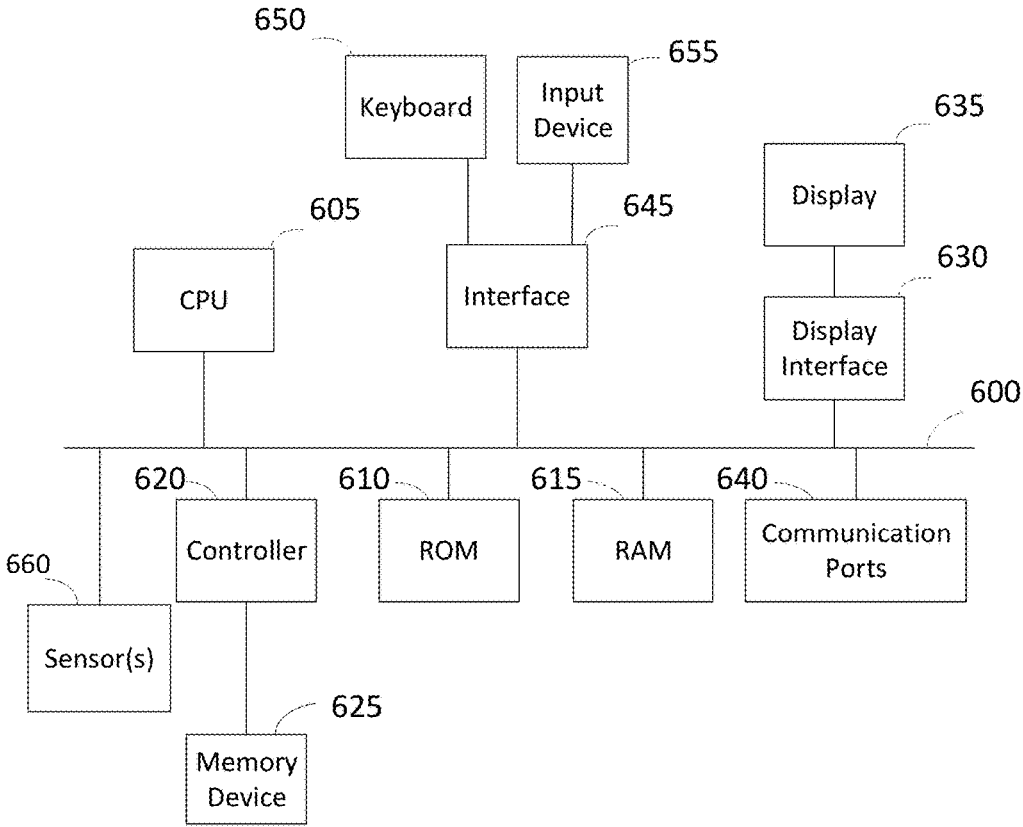 650
Keyboard
655
Input
Device
635
Display
605
CPU
645
Interface
630
Display
Interface
600
620
Controller
610
ROM
615
RAM
640
Communication
Ports
660
Sensor(s)
625
Memory
Device